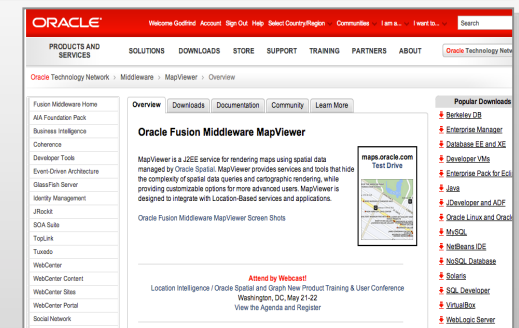 ORACLE
Welcome Godfrind Account Sign Out Help Select Country/Region Communities I am a... I want to... Search
PRODUCTS AND SERVICES SOLUTIONS DOWNLOADS STORE SUPPORT TRAINING PARTNERS ABOUT Oracle Technology Netw
Oracle Technology Network > Middleware > MapViewer > Overview
Fusion Middleware Home
AIA Foundation Pack
Business Intelligence
Coherence
Developer Tools
Event-Driven Architecture
GlassFish Server
Identity Management
JRockit
SOA Suite
TopLink
Tuxedo
WebCenter
WebCenter Content
WebCenter Sites
WebCenter Portal
Social Network
Overview Downloads Documentation Community Learn More
Oracle Fusion Middleware MapViewer
MapViewer is a J2EE service for rendering maps using spatial data
managed by Oracle Spatial. MapViewer provides services and tools that hide
the complexity of spatial data queries and cartographic rendering, while
providing customizable options for more advanced users. MapViewer is
designed to integrate with Location-Based services and applications.
Oracle Fusion Middleware MapViewer Screen Shots
maps.oracle.com
Test Drive
Attend by Webcast!
Location Intelligence / Oracle Spatial and Graph New Product Training & User Conference
Washington, DC, May 21-22
View the Agenda and Register
Popular Downloads
Berkeley DB
Enterprise Manager
Database EE and XE
Developer VMs
Enterprise Pack for Ecli
Java
JDeveloper and ADF
Oracle Linux and Oracl
MySQL
NetBeans IDE
NoSQL Database
Solaris
SQL Developer
VirtualBox
WebLogic Server